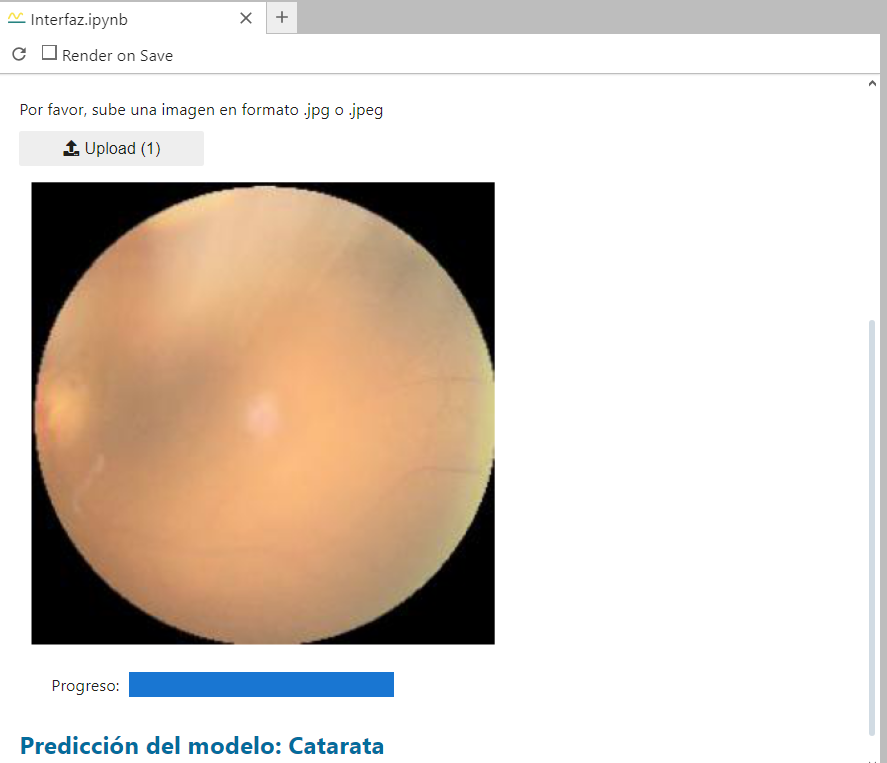 Interfaz.ipynb
Render on Save
Por favor, sube una imagen en formato .jpg o .jpeg
Upload (1)
Progreso:
Predicción del modelo: Catarata